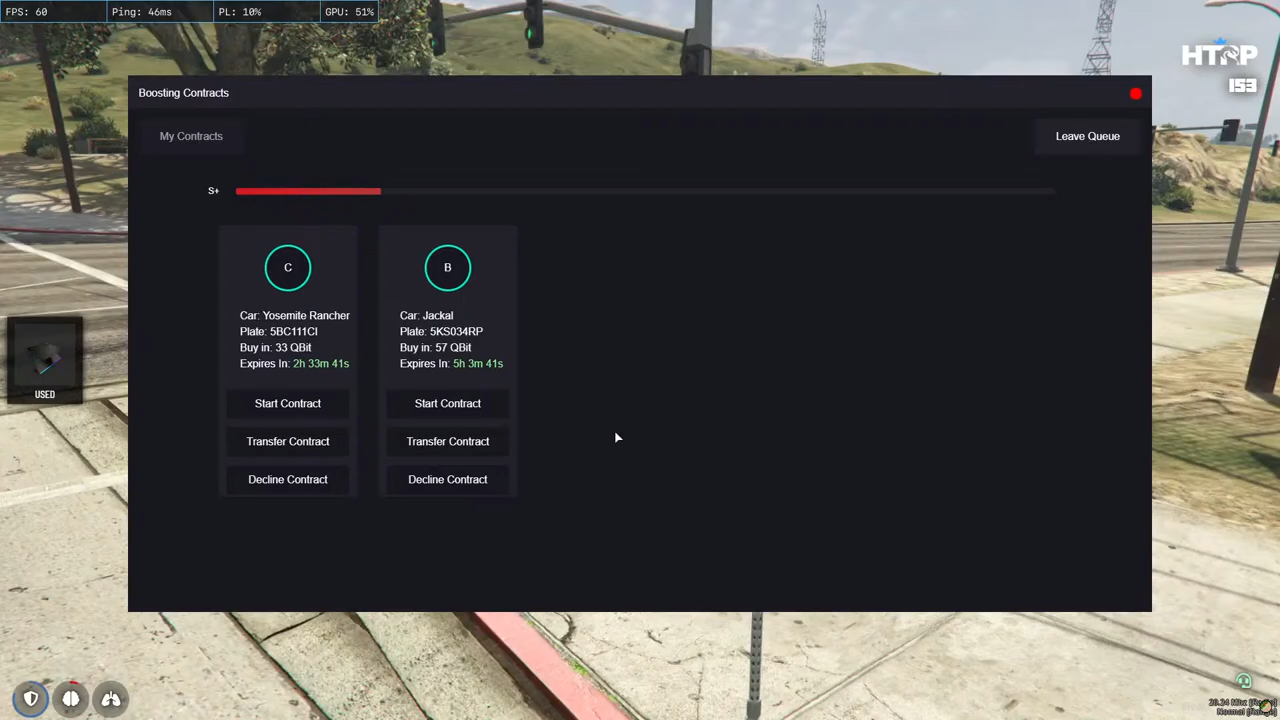 FPS: 60 Ping: 46ms PL: 10% GPU: 51%
HTRP
153
Boosting Contracts
My Contracts
Leave Queue
S+
C
Car: Yosemite Rancher
Plate: 5BC111CI
Buy in: 33 QBit
Expires In: 2h 33m 41s
Start Contract
Transfer Contract
Decline Contract
B
Car: Jackal
Plate: 5KS034RP
Buy in: 57 QBit
Expires In: 5h 3m 41s
Start Contract
Transfer Contract
Decline Contract
USED
Normal